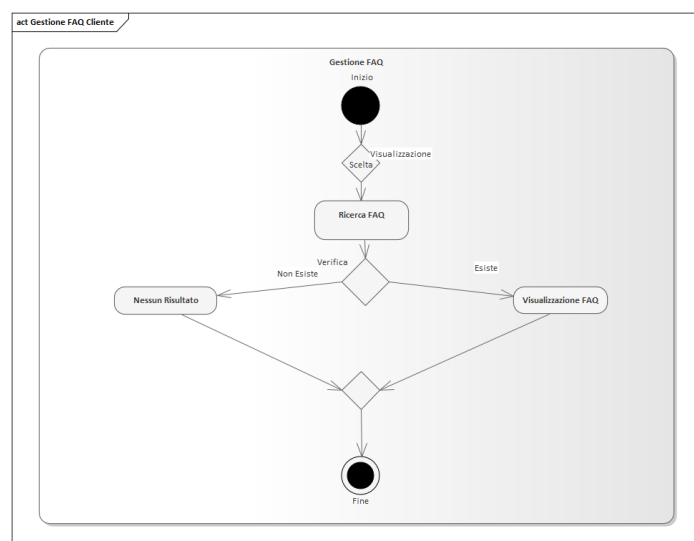 act Gestione FAQ Cliente
Gestione FAQ
Inizio
Visualizzazione
Scelta
Ricerca FAQ
Verifica
Non Esiste
Esiste
Nessun Risultato
Visualizzazione FAQ
Fine